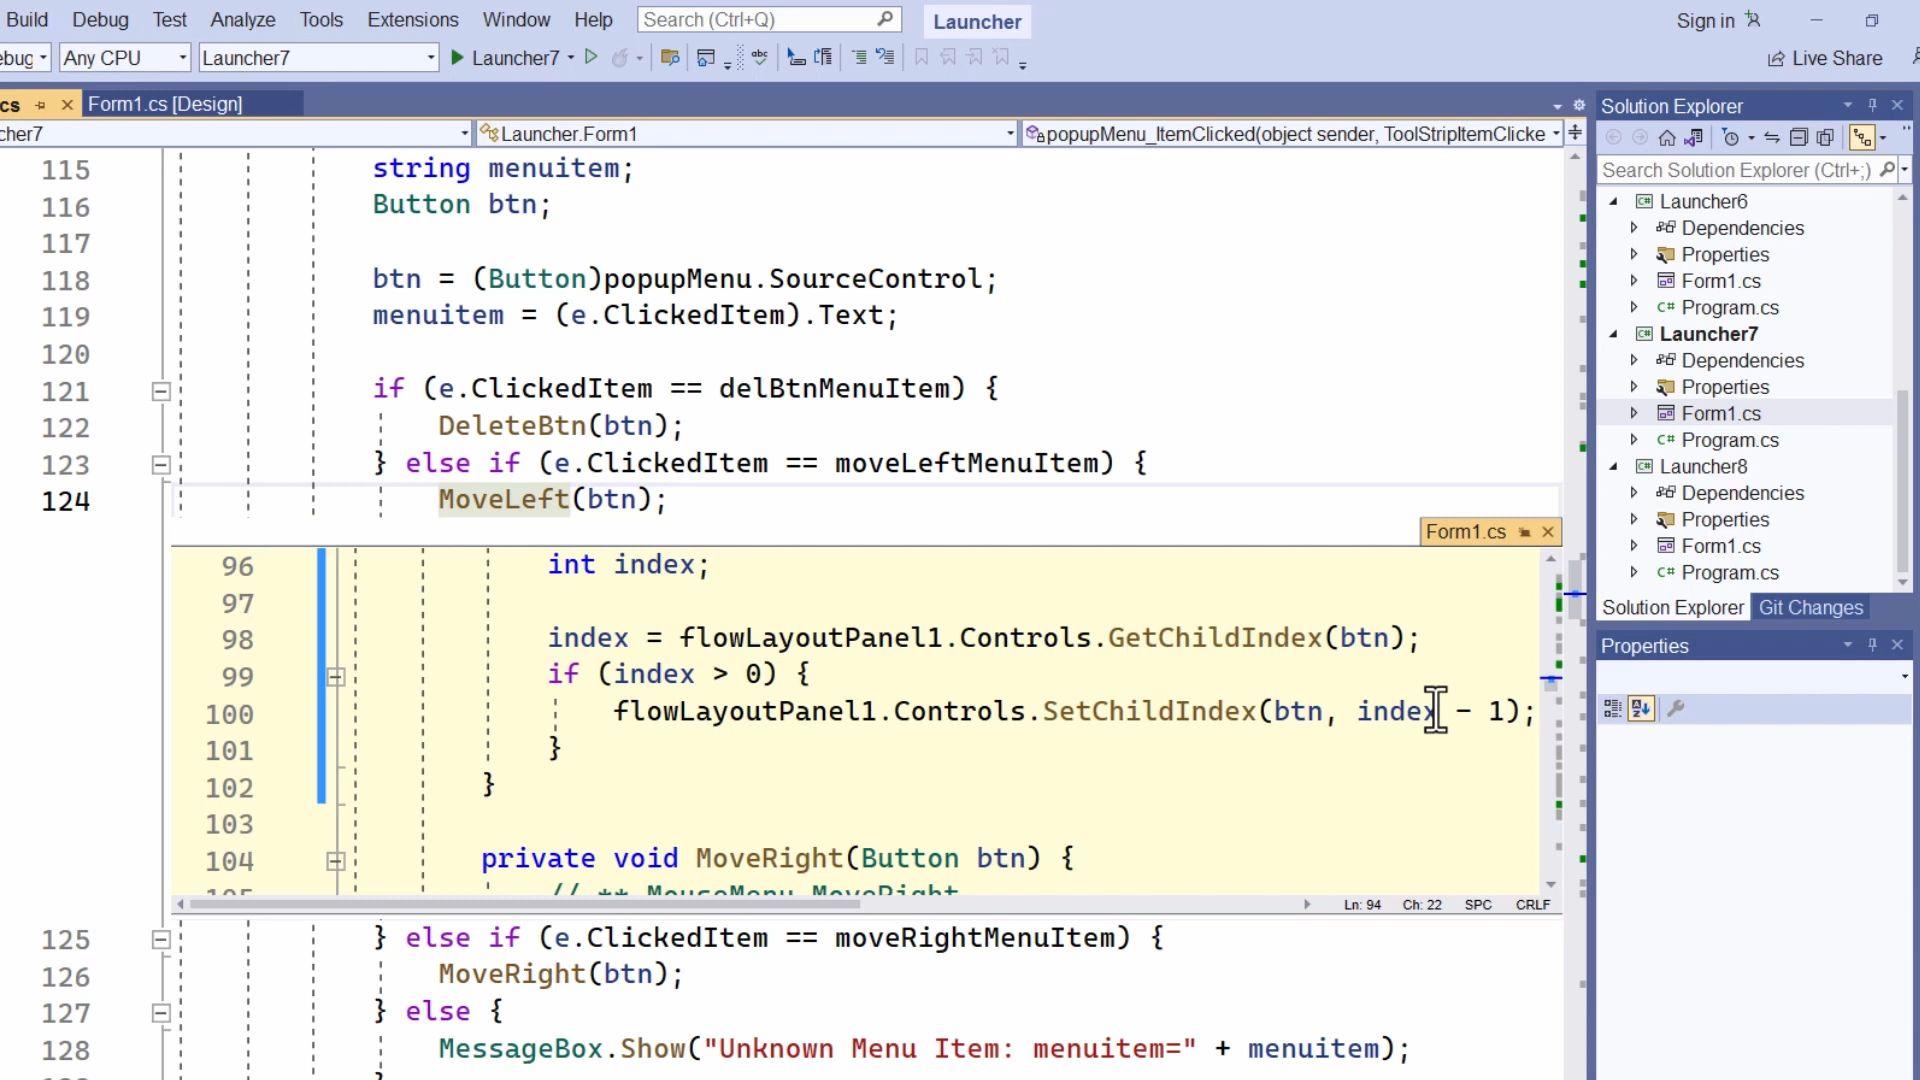 Build Debug Test Analyze Tools Extensions Window Help Search (Ctrl+Q) Launcher Sign in
ebug Any CPU Launcher7 Launcher7 abc Live Share
cs Form1.cs [Design]
cher7 Launcher.Form1 popupMenu_ItemClicked(object sender, ToolStripItemClicke
115 string menuitem;
116 Button btn;
117
118 btn = (Button)popupMenu.SourceControl;
119 menuitem = (e.ClickedItem).Text;
120
121 if (e.ClickedItem == delBtnMenuItem) {
122 DeleteBtn(btn);
123 } else if (e.ClickedItem == moveLeftMenuItem) {
124 MoveLeft(btn);
Form1.cs
96 int index;
97
98 index = flowLayoutPanel1.Controls.GetChildIndex(btn);
99 if (index > 0) {
100 flowLayoutPanel1.Controls.SetChildIndex(btn, index - 1);
101 }
102 }
103
104 private void MoveRight(Button btn) {
105 // ** MouseMenu MoveRight
Ln: 94 Ch: 22 SPC CRLF
125 } else if (e.ClickedItem == moveRightMenuItem) {
126 MoveRight(btn);
127 } else {
128 MessageBox.Show("Unknown Menu Item: menuitem=" + menuitem);
}
Solution Explorer
Search Solution Explorer (Ctrl+;)
C# Launcher6
Dependencies
Properties
Form1.cs
C# Program.cs
C# Launcher7
Dependencies
Properties
Form1.cs
C# Program.cs
C# Launcher8
Dependencies
Properties
Form1.cs
C# Program.cs
Solution Explorer Git Changes
Properties